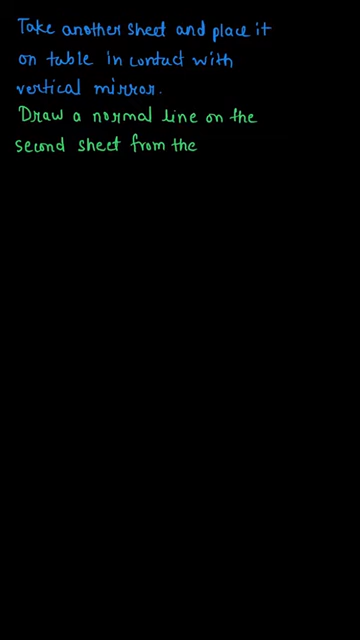 Take another sheet and place it
on table in contact with
vertical mirror.
Draw a normal line on the
second sheet from the